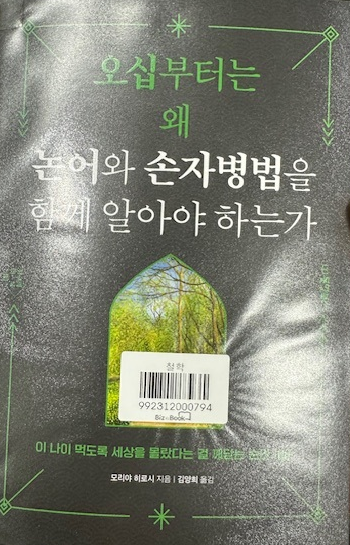 오십부터는
왜
논어와 손자병법을
함께 알아야 하는가
철학
992312000794
Biz Book
이 나이 먹도록 세상을 몰랐다는 걸 깨닫는
모리야 히로시 지음 | 김양희 옮김